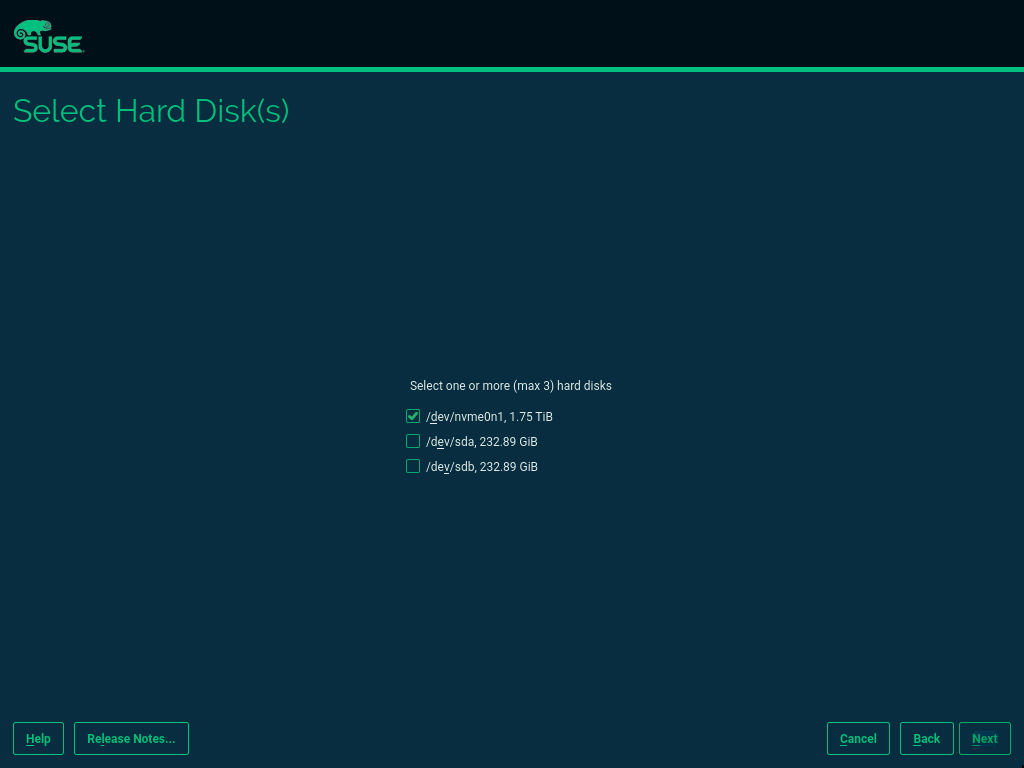 SUSE
Select Hard Disk(s)
Select one or more (max 3) hard disks
/dev/nvme0n1, 1.75 TiB
/dev/sda, 232.89 GiB
/dev/sdb, 232.89 GiB
Help Release Notes... Cancel Back Next